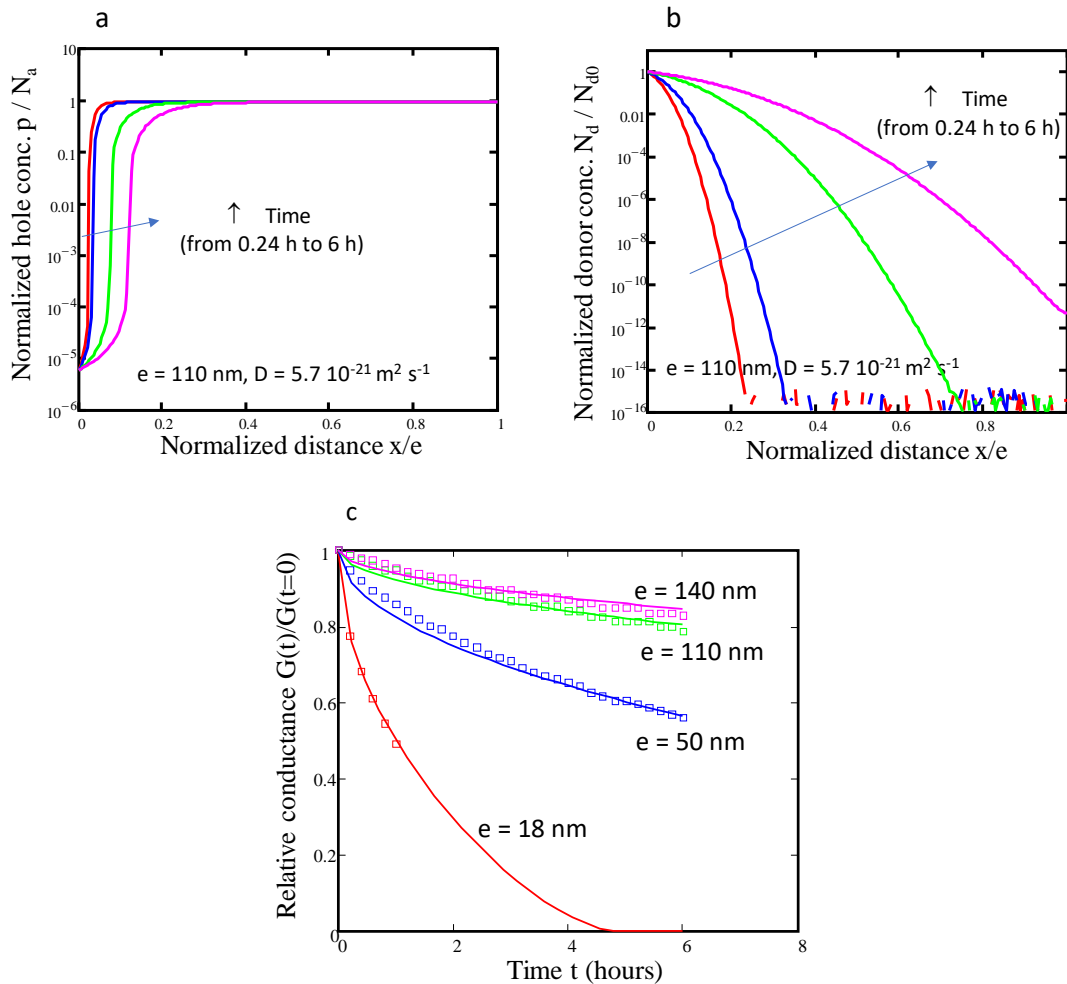 a
10
1
0.1
0.01
10⁻³
10⁻⁴
10⁻⁵
10⁻⁶
Normalized hole conc. p / Nₐ
↑ Time
(from 0.24 h to 6 h)
e = 110 nm, D = 5.7 10⁻²¹ m² s⁻¹
0 0.2 0.4 0.6 0.8 1
Normalized distance x/e
b
1
0.01
10⁻⁴
10⁻⁶
10⁻⁸
10⁻¹⁰
10⁻¹²
10⁻¹⁴
10⁻¹⁶
Normalized donor conc. N_d / N_d0
↑ Time
(from 0.24 h to 6 h)
e = 110 nm, D = 5.7 10⁻²¹ m² s⁻¹
0 0.2 0.4 0.6 0.8
Normalized distance x/e
c
1
0.8
0.6
0.4
0.2
0
Relative conductance G(t)/G(t=0)
e = 140 nm
e = 110 nm
e = 50 nm
e = 18 nm
0 2 4 6 8
Time t (hours)